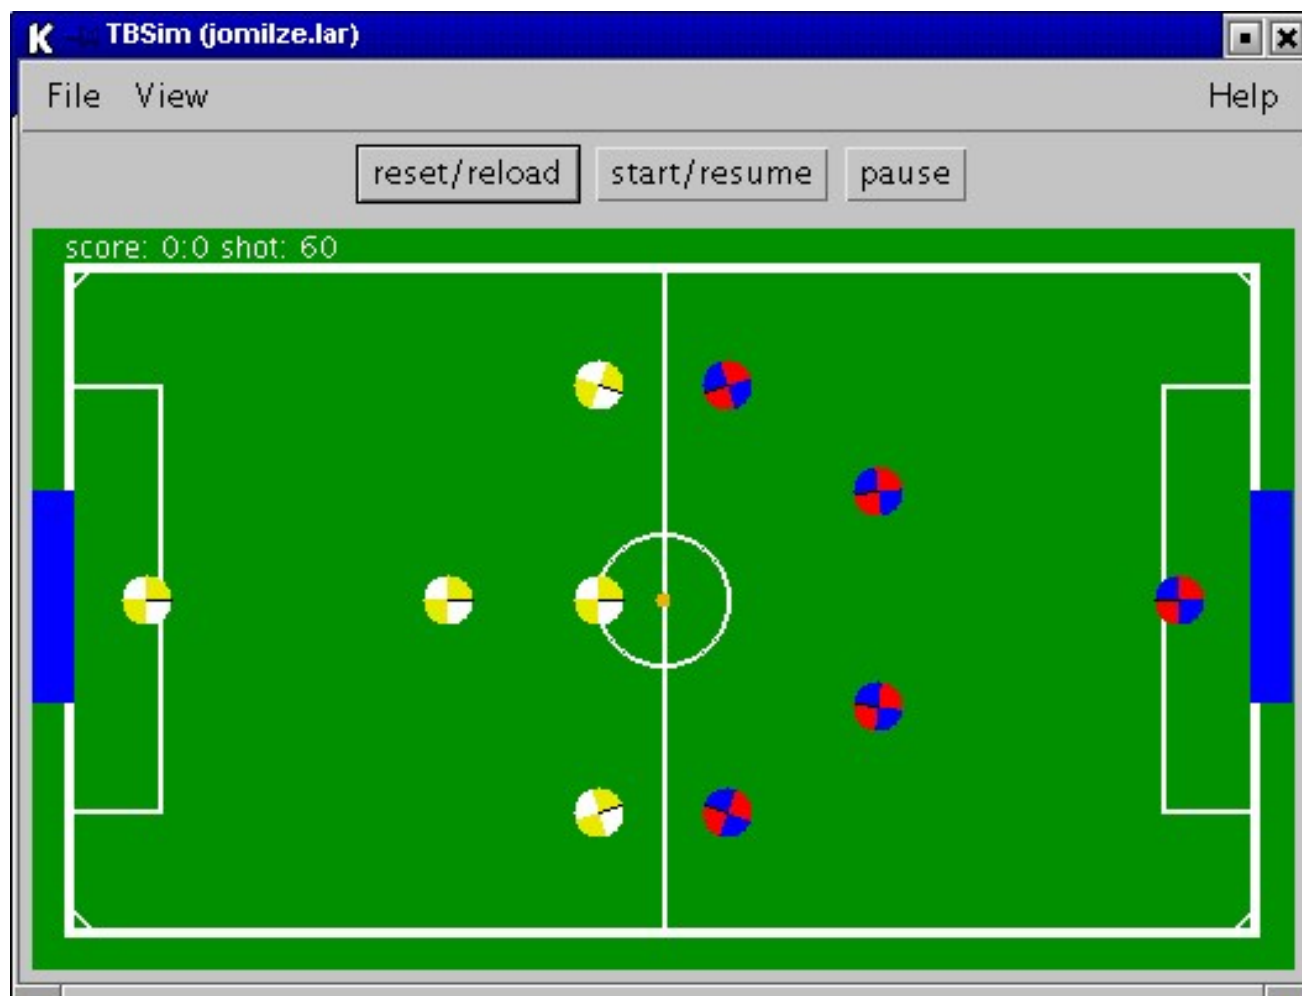 TBSim (jomilze.lar)
File View Help
reset/reload start/resume pause
score: 0:0 shot: 60